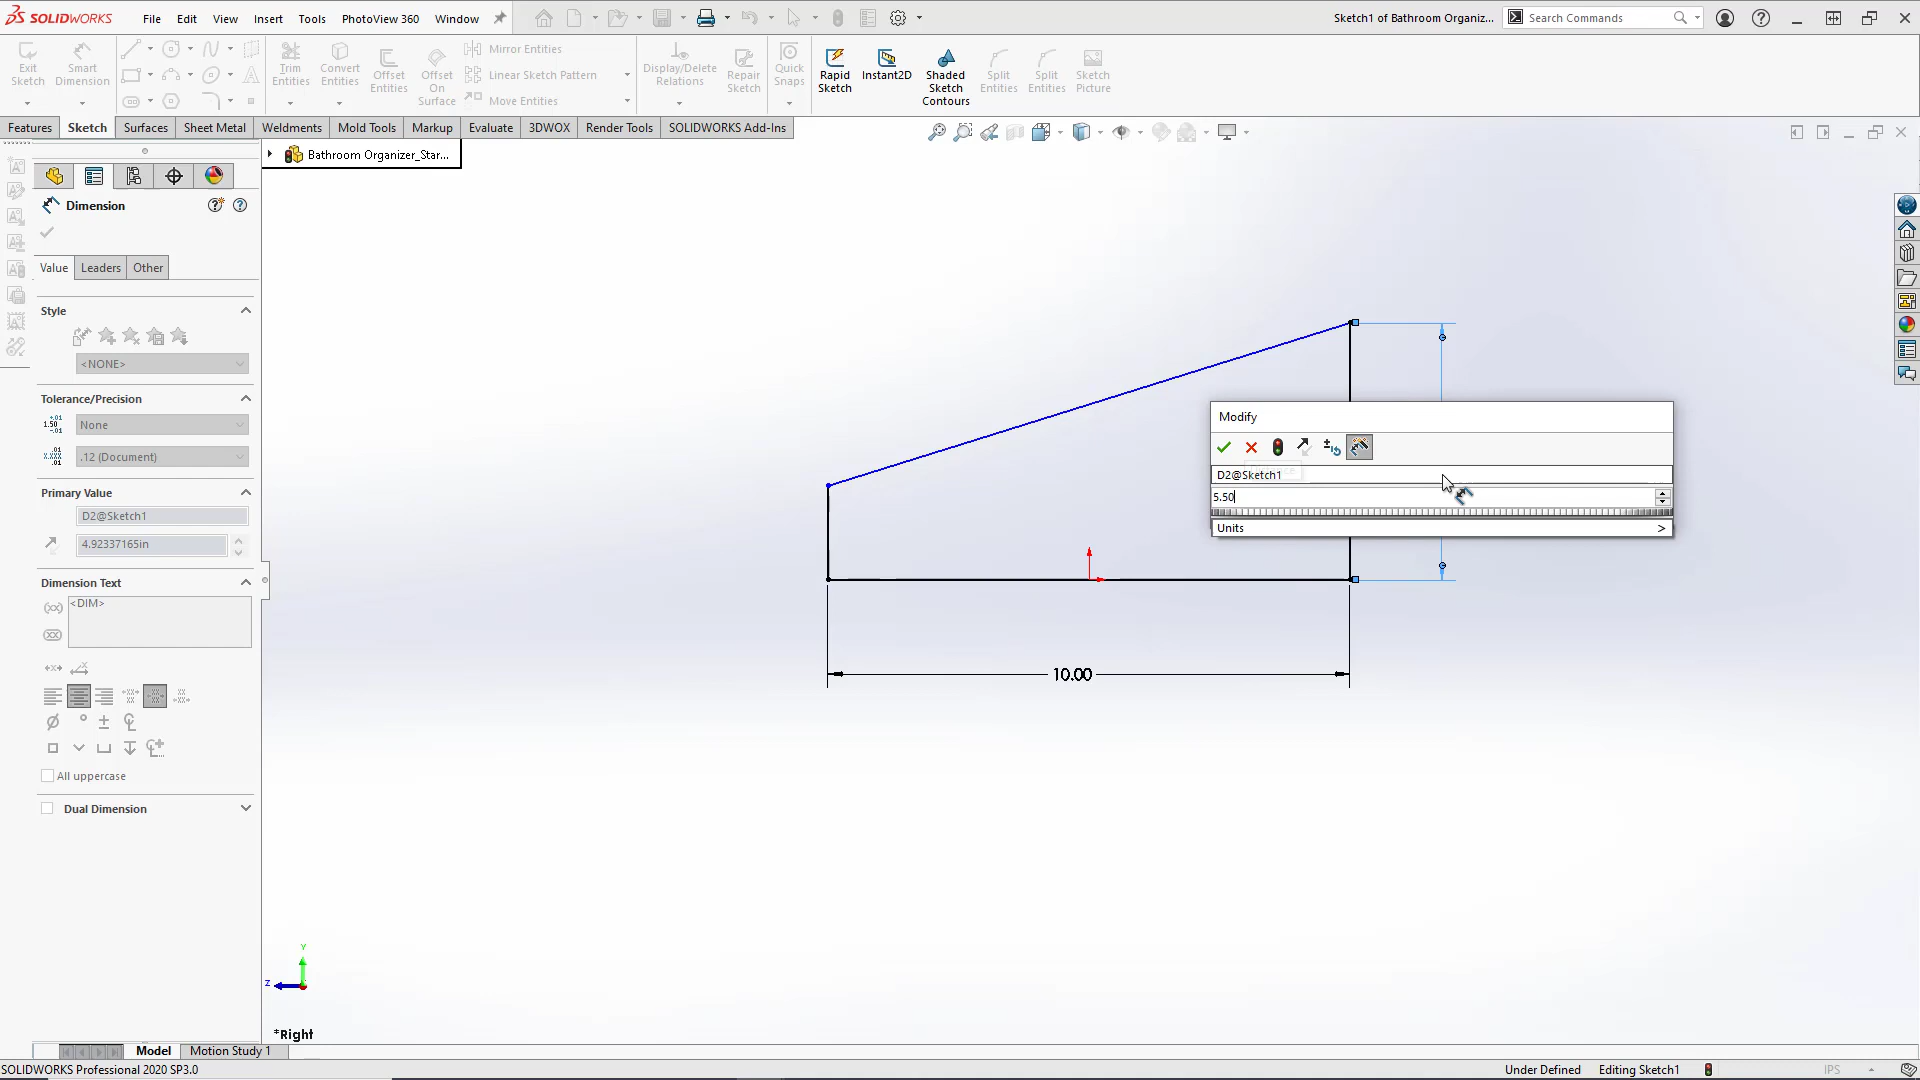 SOLIDWORKS File Edit View Insert Tools PhotoView 360 Window Sketch1 of Bathroom Organiz... Search Commands
Exit Sketch
Smart Dimension
Trim Entities
Convert Entities
Offset Entities
Offset On Surface
Mirror Entities
Linear Sketch Pattern
Move Entities
Display/Delete Relations
Repair Sketch
Quick Snaps
Rapid Sketch
Instant2D
Shaded Sketch Contours
Split Entities
Split Entities
Sketch Picture
Features Sketch Surfaces Sheet Metal Weldments Mold Tools Markup Evaluate 3DWOX Render Tools SOLIDWORKS Add-Ins
Bathroom Organizer_Star...
Dimension
Value Leaders Other
Style
<NONE>
Tolerance/Precision
None
.12 (Document)
Primary Value
D2@Sketch1
4.92337165in
Dimension Text
<DIM>
All uppercase
Dual Dimension
Modify
D2@Sketch1
5.50
Units >
10.00
Y
Z
*Right
Model Motion Study 1
SOLIDWORKS Professional 2020 SP3.0 Under Defined Editing Sketch1 IPS